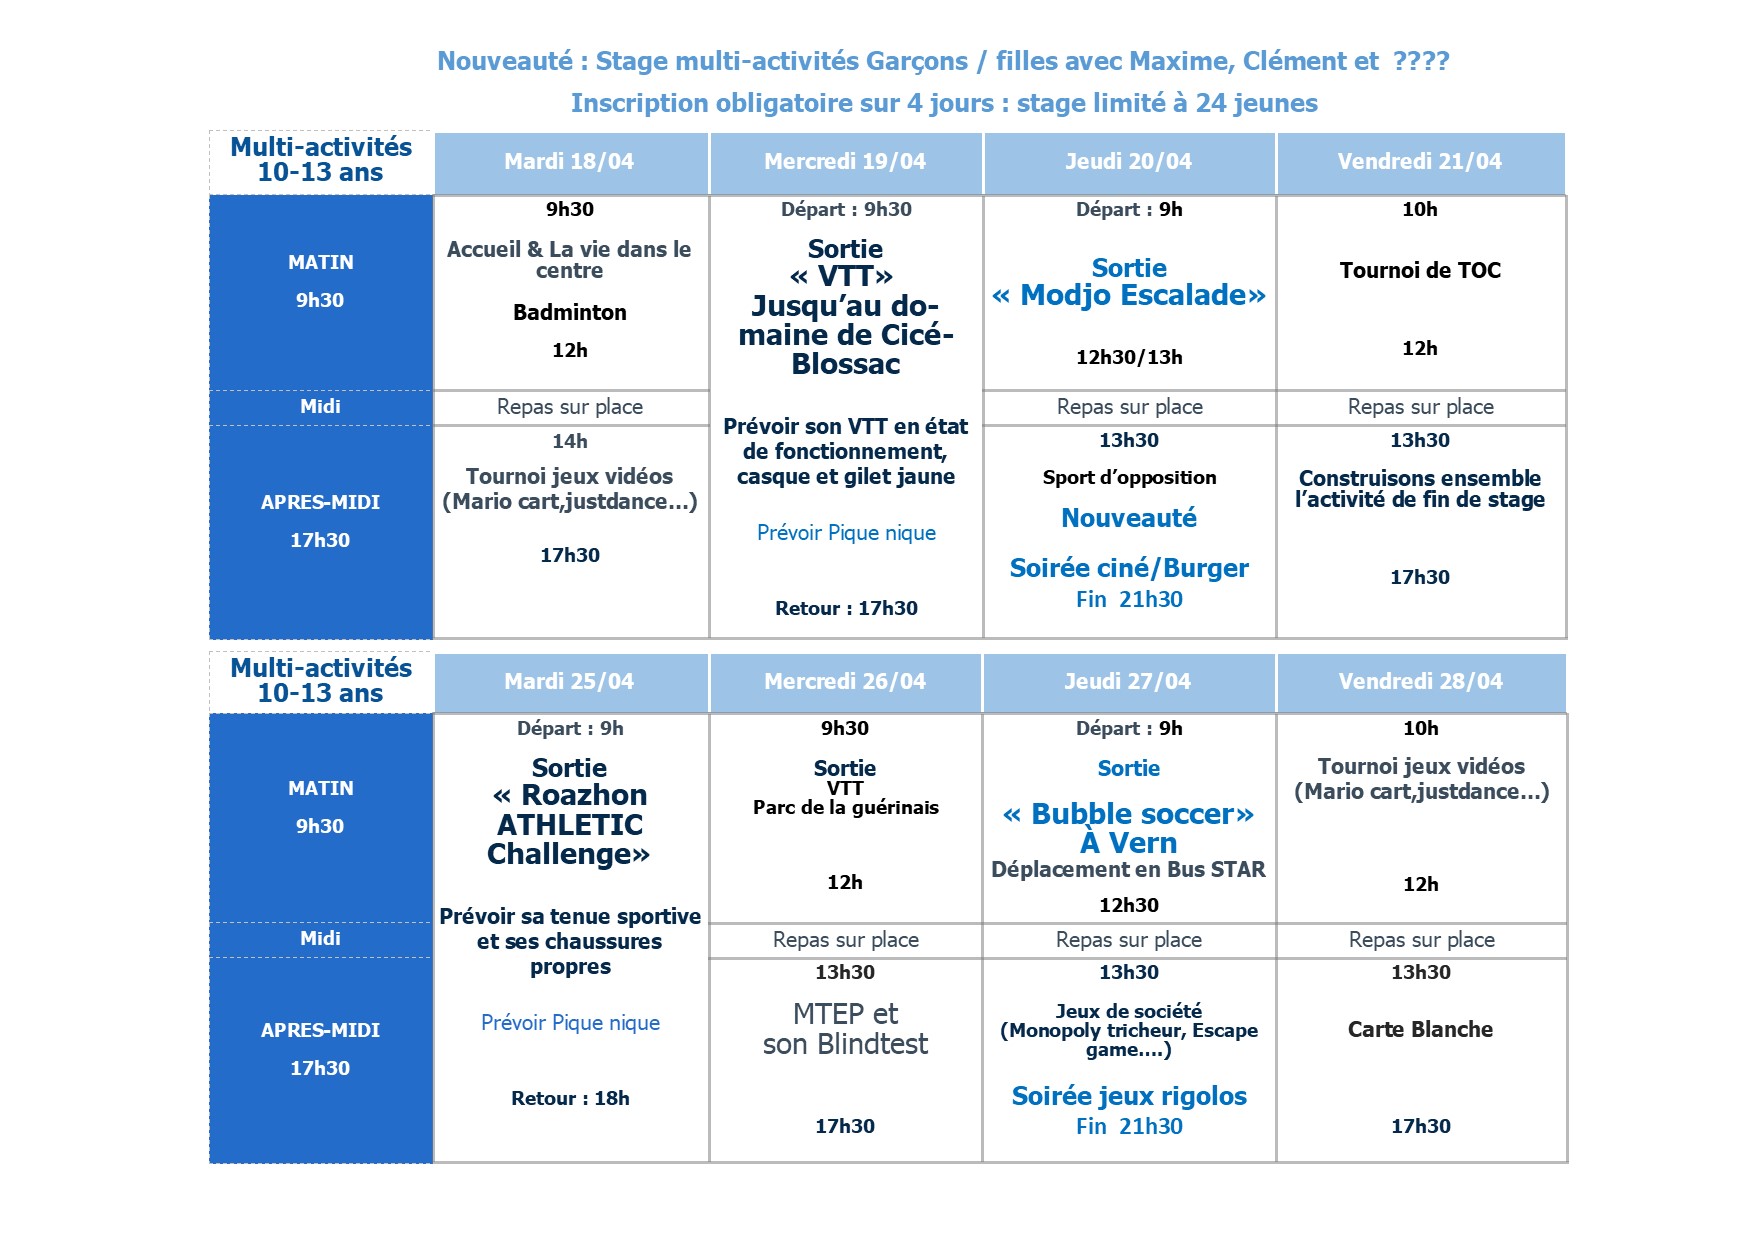 Nouveauté : Stage multi-activités Garçons / filles avec Maxime, Clément et ????
Inscription obligatoire sur 4 jours : stage limité à 24 jeunes
Multi-activités
10-13 ans
Mardi 18/04
Mercredi 19/04
Jeudi 20/04
Vendredi 21/04
MATIN
9h30
9h30
Accueil & La vie dans le
centre
Badminton
12h
Départ : 9h30
Sortie
« VTT»
Jusqu’au do-
maine de Cicé-
Blossac
Prévoir son VTT en état
de fonctionnement,
casque et gilet jaune
Prévoir Pique nique
Retour : 17h30
Départ : 9h
Sortie
« Modjo Escalade»
12h30/13h
10h
Tournoi de TOC
12h
Midi
Repas sur place
Repas sur place
Repas sur place
APRES-MIDI
17h30
14h
Tournoi jeux vidéos
(Mario cart,justdance...)
17h30
13h30
Sport d’opposition
Nouveauté
Soirée ciné/Burger
Fin 21h30
13h30
Construisons ensemble
l’activité de fin de stage
17h30
Multi-activités
10-13 ans
Mardi 25/04
Mercredi 26/04
Jeudi 27/04
Vendredi 28/04
MATIN
9h30
Départ : 9h
Sortie
« Roazhon
ATHLETIC
Challenge»
Prévoir sa tenue sportive
et ses chaussures
propres
Prévoir Pique nique
Retour : 18h
9h30
Sortie
VTT
Parc de la guérinais
12h
Départ : 9h
Sortie
« Bubble soccer»
À Vern
Déplacement en Bus STAR
12h30
10h
Tournoi jeux vidéos
(Mario cart,justdance...)
12h
Midi
Repas sur place
Repas sur place
Repas sur place
APRES-MIDI
17h30
13h30
MTEP et
son Blindtest
17h30
13h30
Jeux de société
(Monopoly tricheur, Escape
game....)
Soirée jeux rigolos
Fin 21h30
13h30
Carte Blanche
17h30